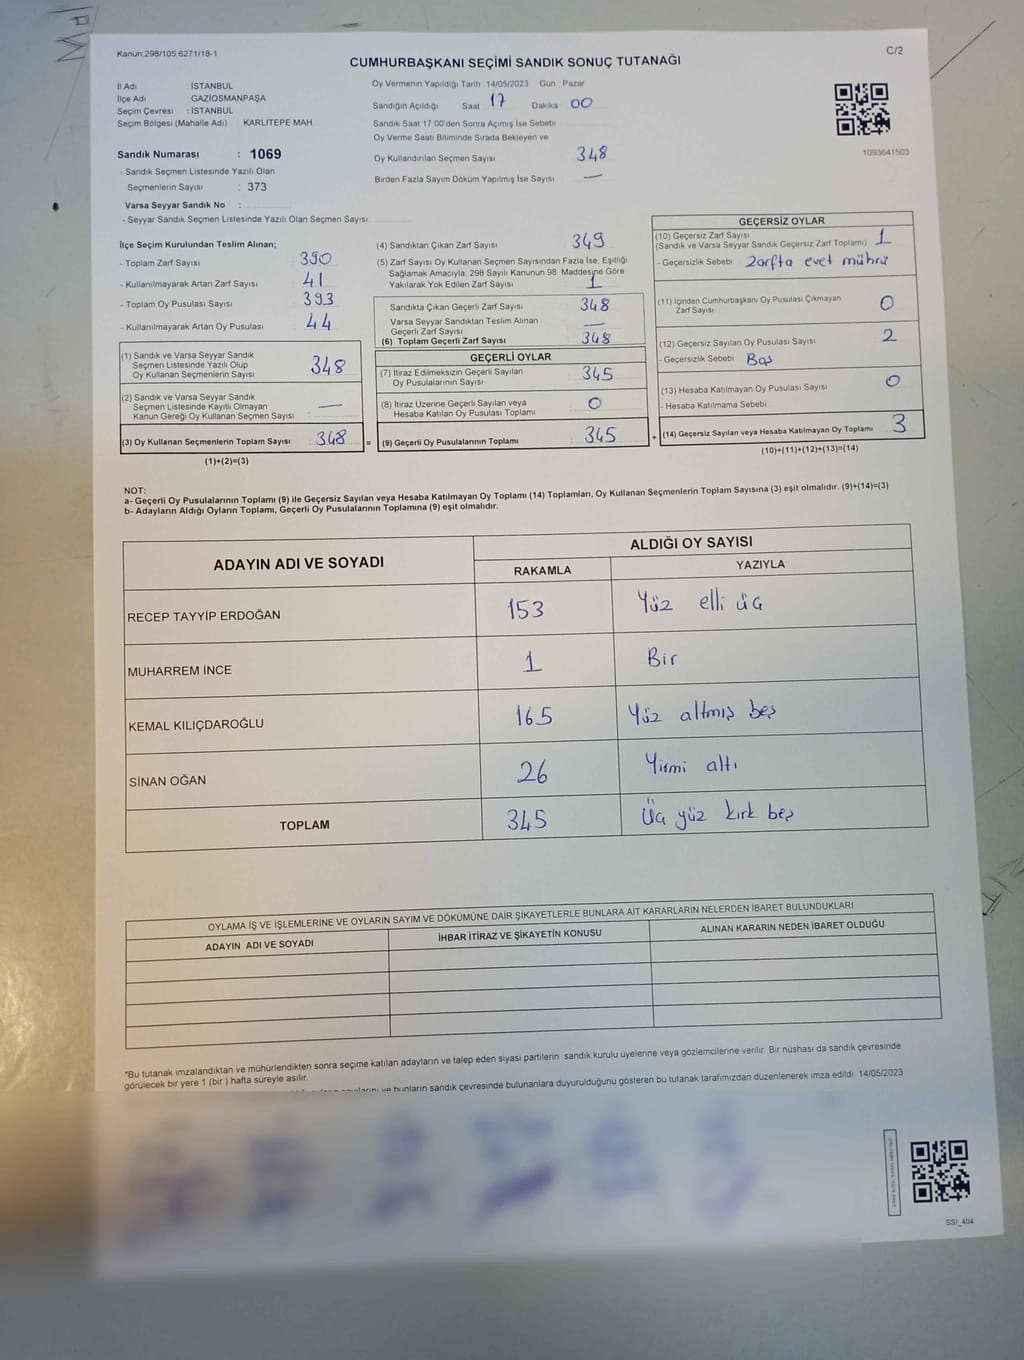 Kanun:298/105,6271/18-1
C/2
CUMHURBAŞKANI SEÇİMİ SANDIK SONUÇ TUTANAĞI
İl Adı : İSTANBUL
İlçe Adı : GAZİOSMANPAŞA
Seçim Çevresi : İSTANBUL
Seçim Bölgesi (Mahalle Adı) KARLITEPE MAH
Sandık Numarası : 1069
- Sandık Seçmen Listesinde Yazılı Olan
Seçmenlerin Sayısı : 373
Varsa Seyyar Sandık No :
- Seyyar Sandık Seçmen Listesinde Yazılı Olan Seçmen Sayısı
Oy Vermenin Yapıldığı Tarih : 14/05/2023 Gün : Pazar
Sandığın Açıldığı Saat 17 Dakika 00
Sandık Saat 17:00'den Sonra Açmış İse Sebebi
Oy Verme Saati Bitiminde Sırada Bekleyen ve
Oy Kullandırılan Seçmen Sayısı 348
Birden Fazla Sayım Döküm Yapılmış İse Sayısı —
1093641503
İlçe Seçim Kurulundan Teslim Alınan;
- Toplam Zarf Sayısı 390
- Kullanılmayarak Artan Zarf Sayısı 41
- Toplam Oy Pusulası Sayısı 393
- Kullanılmayarak Artan Oy Pusulası 44
(1) Sandık ve Varsa Seyyar Sandık
Seçmen Listesinde Yazılı Olup
Oy Kullanan Seçmenlerin Sayısı 348
(2) Sandık ve Varsa Seyyar Sandık
Seçmen Listesinde Kayıtlı Olmayan
Kanun Gereği Oy Kullanan Seçmen Sayısı —
(3) Oy Kullanan Seçmenlerin Toplam Sayısı : 348
(1)+(2)=(3)
(4) Sandıktan Çıkan Zarf Sayısı 349
(5) Zarf Sayısı Oy Kullanan Seçmen Sayısından Fazla İse, Eşitliği
Sağlamak Amacıyla, 298 Sayılı Kanunun 98. Maddesine Göre
Yakılarak Yok Edilen Zarf Sayısı 1
Sandıkta Çıkan Geçerli Zarf Sayısı 348
Varsa Seyyar Sandıktan Teslim Alınan
Geçerli Zarf Sayısı —
(6) Toplam Geçerli Zarf Sayısı 348
GEÇERLİ OYLAR
(7) İtiraz Edilmeksizin Geçerli Sayılan
Oy Pusulalarının Sayısı 345
(8) İtiraz Üzerine Geçerli Sayılan veya
Hesaba Katılan Oy Pusulası Toplamı 0
= (9) Geçerli Oy Pusulalarının Toplamı 345
GEÇERSİZ OYLAR
(10) Geçersiz Zarf Sayısı
(Sandık ve Varsa Seyyar Sandık Geçersiz Zarf Toplamı) 1
- Geçersizlik Sebebi Zarfta evet mührü
(11) İçinden Cumhurbaşkanı Oy Pusulası Çıkmayan
Zarf Sayısı 0
(12) Geçersiz Sayılan Oy Pusulası Sayısı 2
- Geçersizlik Sebebi Boş
(13) Hesaba Katılmayan Oy Pusulası Sayısı 0
- Hesaba Katılmama Sebebi
+ (14) Geçersiz Sayılan veya Hesaba Katılmayan Oy Toplamı 3
(10)+(11)+(12)+(13)=(14)
NOT:
a- Geçerli Oy Pusulalarının Toplamı (9) ile Geçersiz Sayılan veya Hesaba Katılmayan Oy Toplamı (14) Toplamları, Oy Kullanan Seçmenlerin Toplam Sayısına (3) eşit olmalıdır. (9)+(14)=(3)
b- Adayların Aldığı Oyların Toplamı, Geçerli Oy Pusulalarının Toplamına (9) eşit olmalıdır.
ADAYIN ADI VE SOYADI ALDIĞI OY SAYISI
RAKAMLA YAZIYLA
RECEP TAYYİP ERDOĞAN 153 Yüz elli üç
MUHARREM İNCE 1 Bir
KEMAL KILIÇDAROĞLU 165 Yüz altmış beş
SİNAN OĞAN 26 Yirmi altı
TOPLAM 345 Üç yüz kırk beş
OYLAMA İŞ VE İŞLEMLERİNE VE OYLARIN SAYIM VE DÖKÜMÜNE DAİR ŞİKAYETLERLE BUNLARA AİT KARARLARIN NELERDEN İBARET BULUNDUKLARI
ADAYIN ADI VE SOYADI İHBAR İTİRAZ VE ŞİKAYETİN KONUSU ALINAN KARARIN NEDEN İBARET OLDUĞU
*Bu tutanak imzalandıktan ve mühürlendikten sonra seçime katılan adayların ve talep eden siyasi partilerin sandık kurulu üyelerine veya gözlemcilerine verilir. Bir nüshası da sandık çevresinde
görülecek bir yere 1 (bir) hafta süreyle asılır.
ve bunların sandık çevresinde bulunanlara duyurulduğunu gösteren bu tutanak tarafımızdan düzenlenerek imza edildi. 14/05/2023
SSI_404